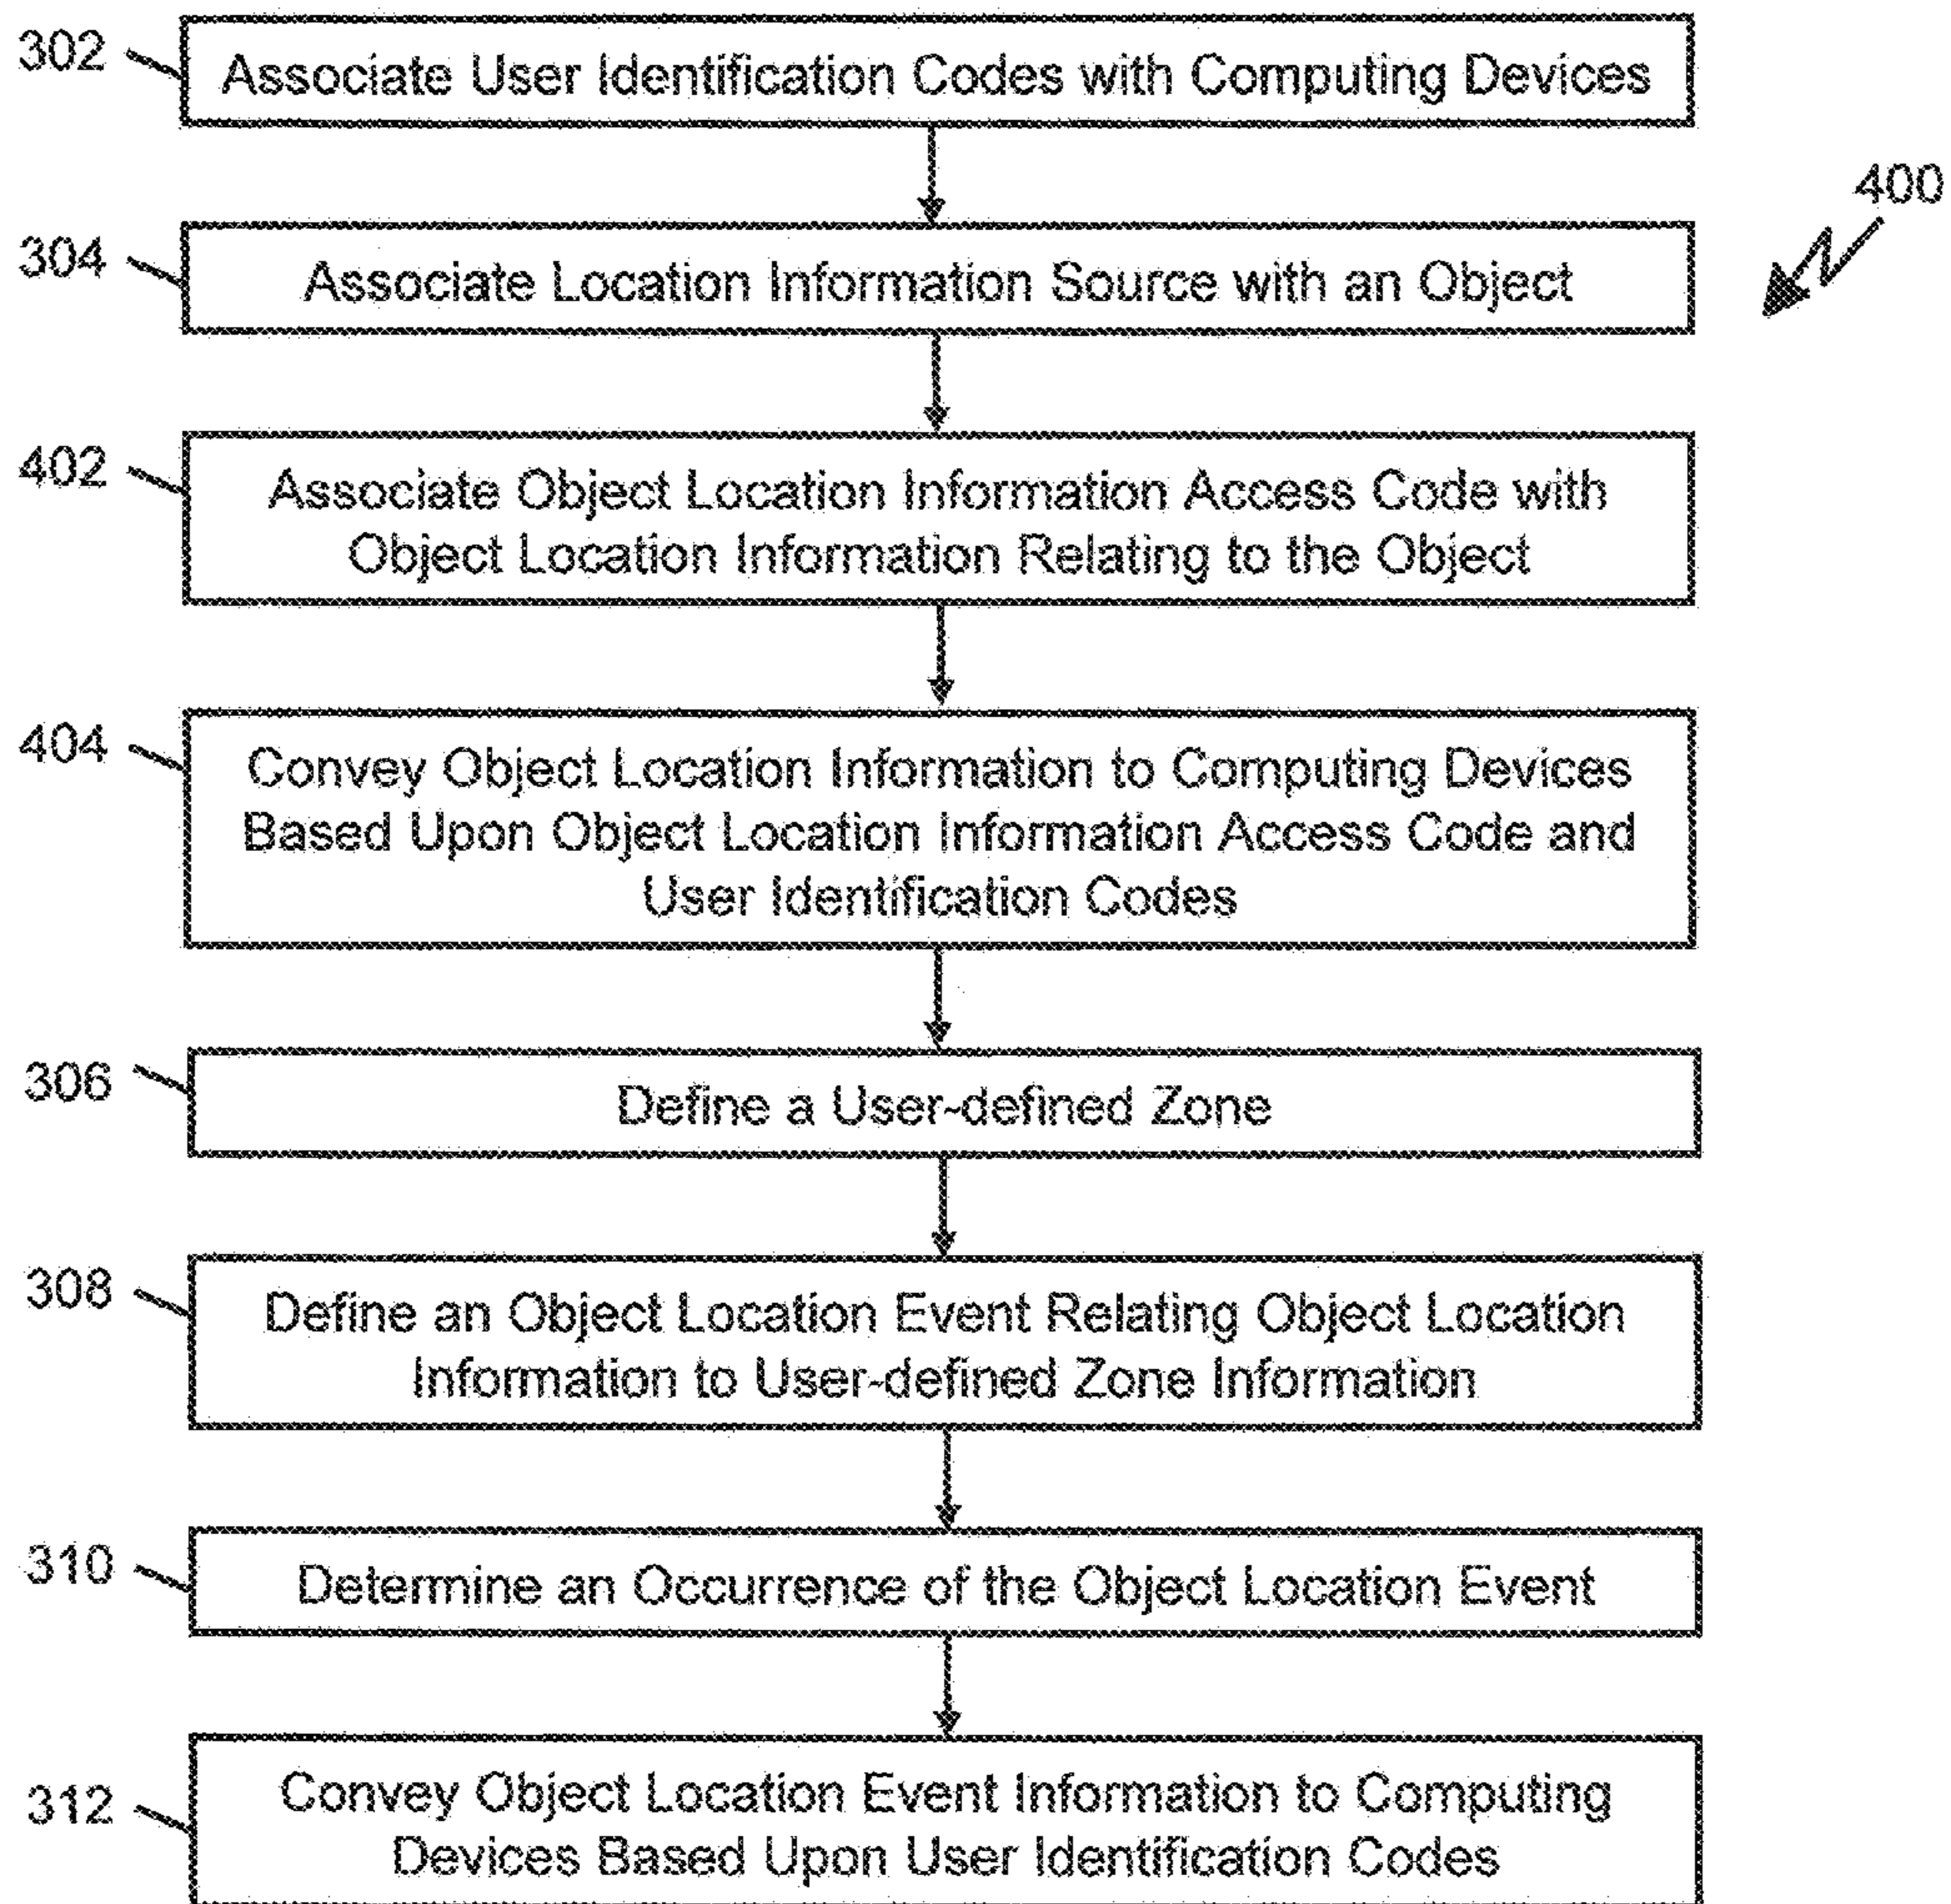 302
Associate User Identification Codes with Computing Devices
400
304
Associate Location Information Source with an Object
402
Associate Object Location Information Access Code with
Object Location Information Relating to the Object
404
Convey Object Location Information to Computing Devices
Based Upon Object Location Information Access Code and
User Identification Codes
306
Define a User-defined Zone
308
Define an Object Location Event Relating Object Location
Information to User-defined Zone Information
310
Determine an Occurrence of the Object Location Event
312
Convey Object Location Event Information to Computing
Devices Based Upon User Identification Codes